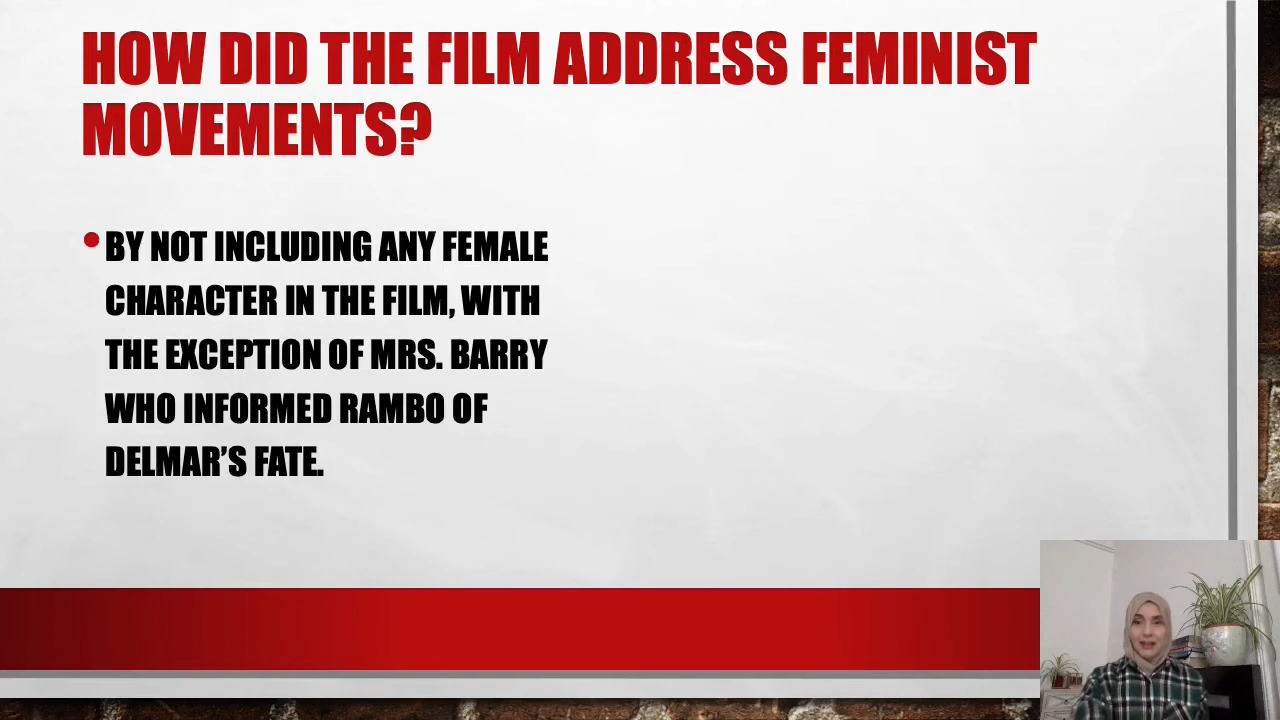 HOW DID THE FILM ADDRESS FEMINIST
MOVEMENTS?
• BY NOT INCLUDING ANY FEMALE
CHARACTER IN THE FILM, WITH
THE EXCEPTION OF MRS. BARRY
WHO INFORMED RAMBO OF
DELMAR’S FATE.